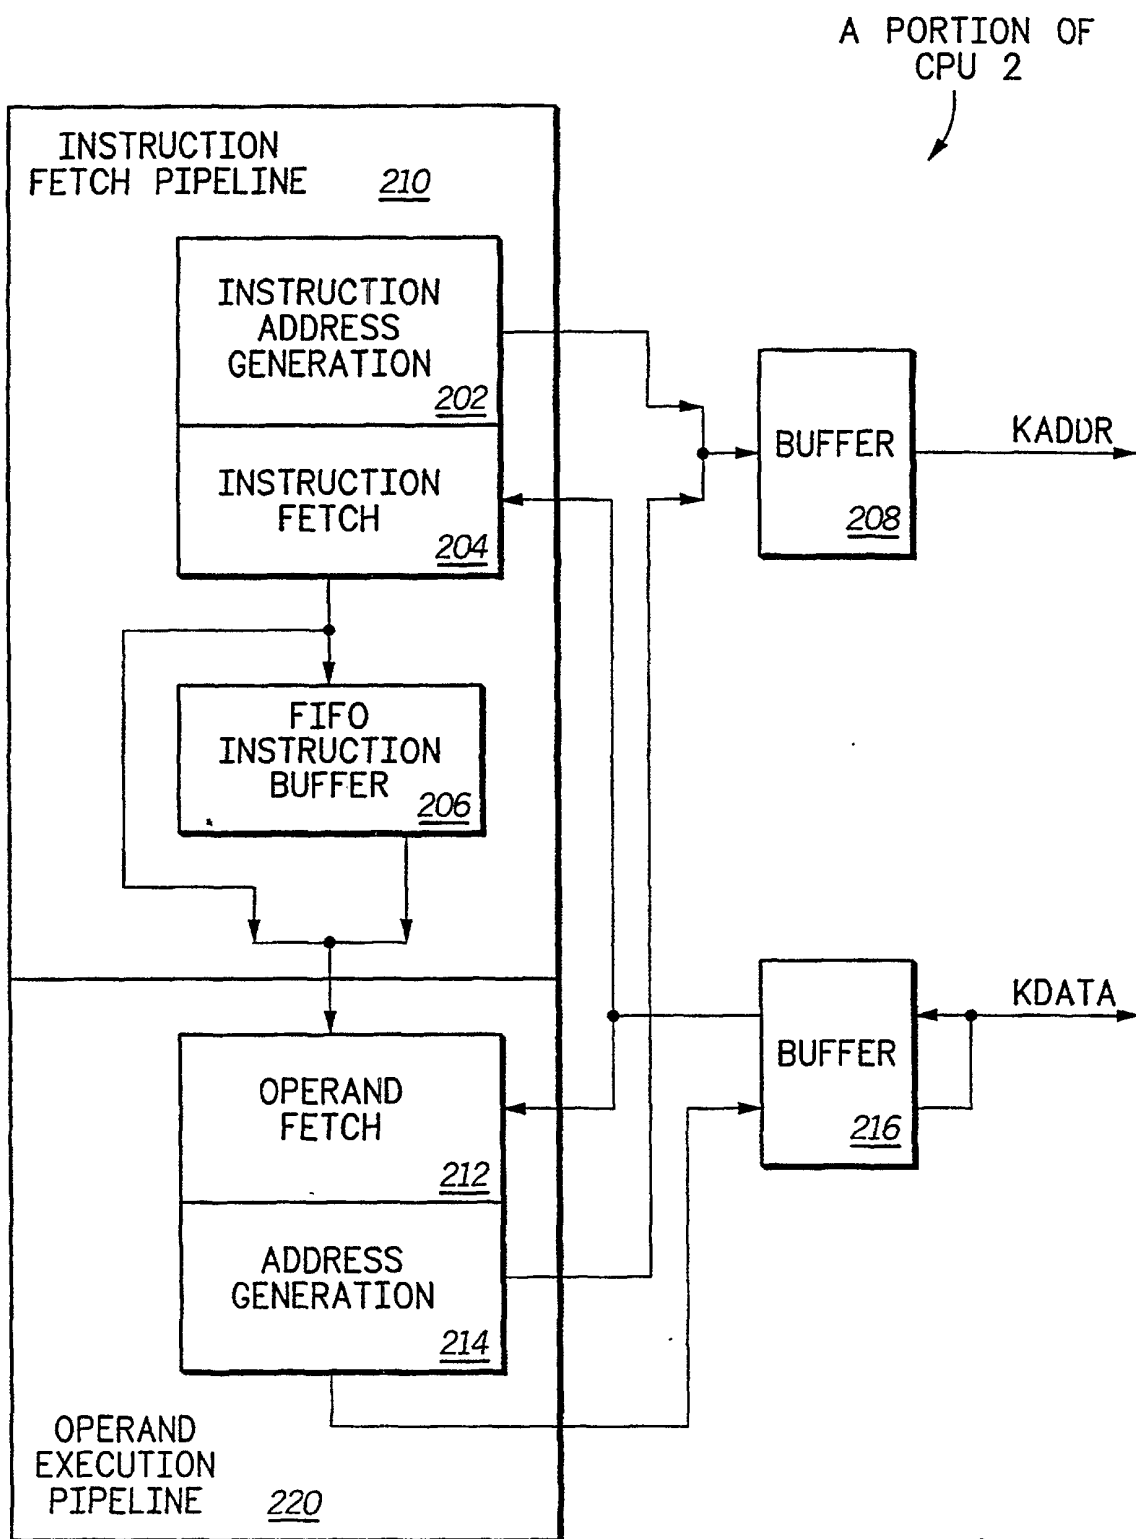 A PORTION OF
CPU 2
INSTRUCTION
FETCH PIPELINE 210
INSTRUCTION
ADDRESS
GENERATION
202
INSTRUCTION
FETCH
204
BUFFER
208
KADDR
FIFO
INSTRUCTION
BUFFER
206
KDATA
BUFFER
216
OPERAND
FETCH
212
ADDRESS
GENERATION
214
OPERAND
EXECUTION
PIPELINE 220